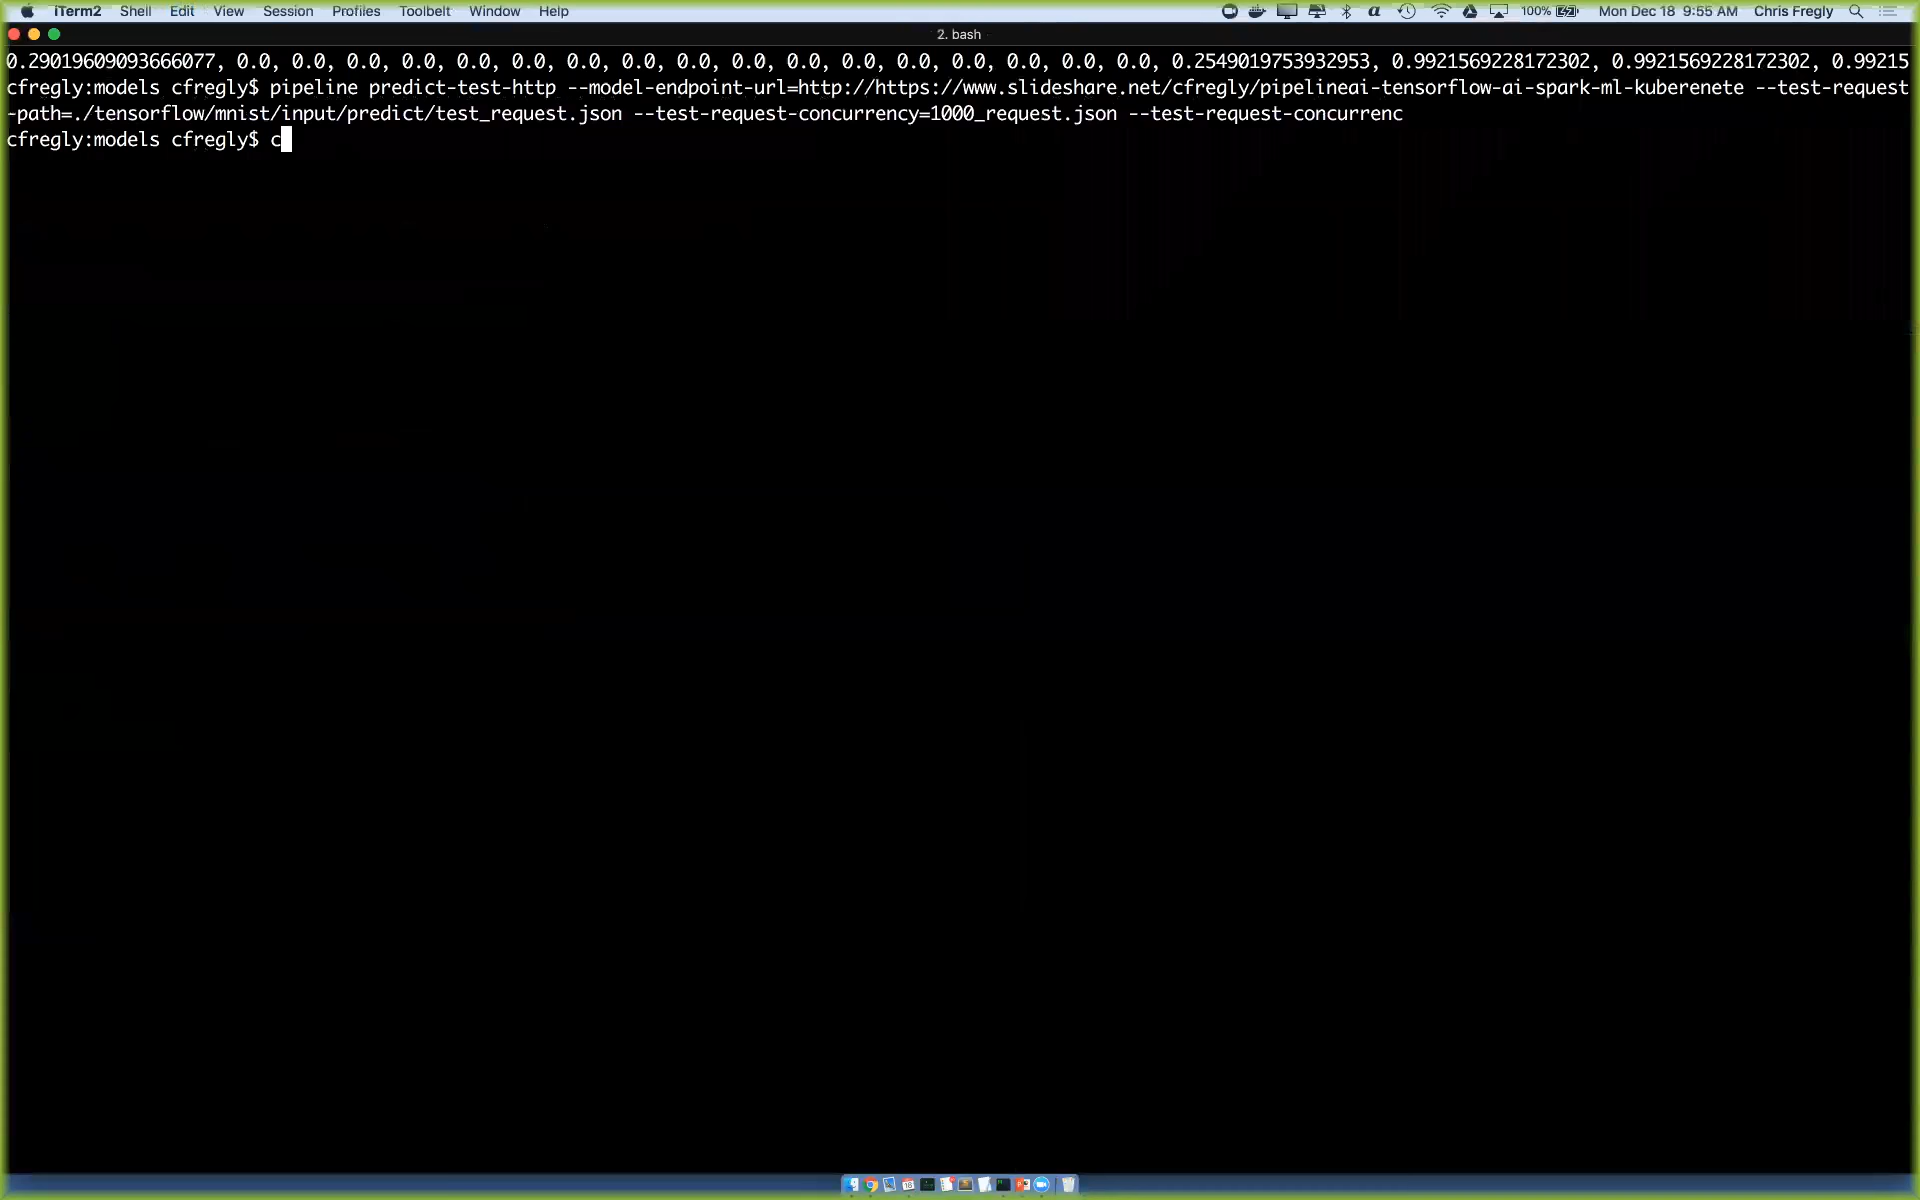 iTerm2 Shell Edit View Session Profiles Toolbelt Window Help 100% Mon Dec 18 9:55 AM Chris Fregly
2. bash
0.29019609093666077, 0.0, 0.0, 0.0, 0.0, 0.0, 0.0, 0.0, 0.0, 0.0, 0.0, 0.0, 0.0, 0.0, 0.0, 0.0, 0.0, 0.0, 0.2549019753932953, 0.9921569228172302, 0.9921569228172302, 0.99215
cfregly:models cfregly$ pipeline predict-test-http --model-endpoint-url=http://https://www.slideshare.net/cfregly/pipelineai-tensorflow-ai-spark-ml-kuberenete --test-request
-path=./tensorflow/mnist/input/predict/test_request.json --test-request-concurrency=1000_request.json --test-request-concurrenc
cfregly:models cfregly$ c